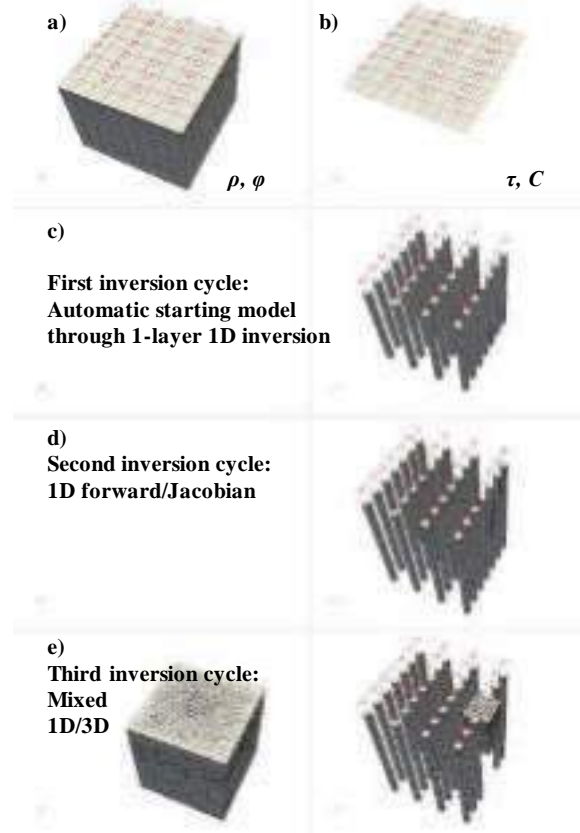 a)
b)
ρ, φ
τ, C
c)
First inversion cycle:
Automatic starting model
through 1-layer 1D inversion
d)
Second inversion cycle:
1D forward/Jacobian
e)
Third inversion cycle:
Mixed
1D/3D